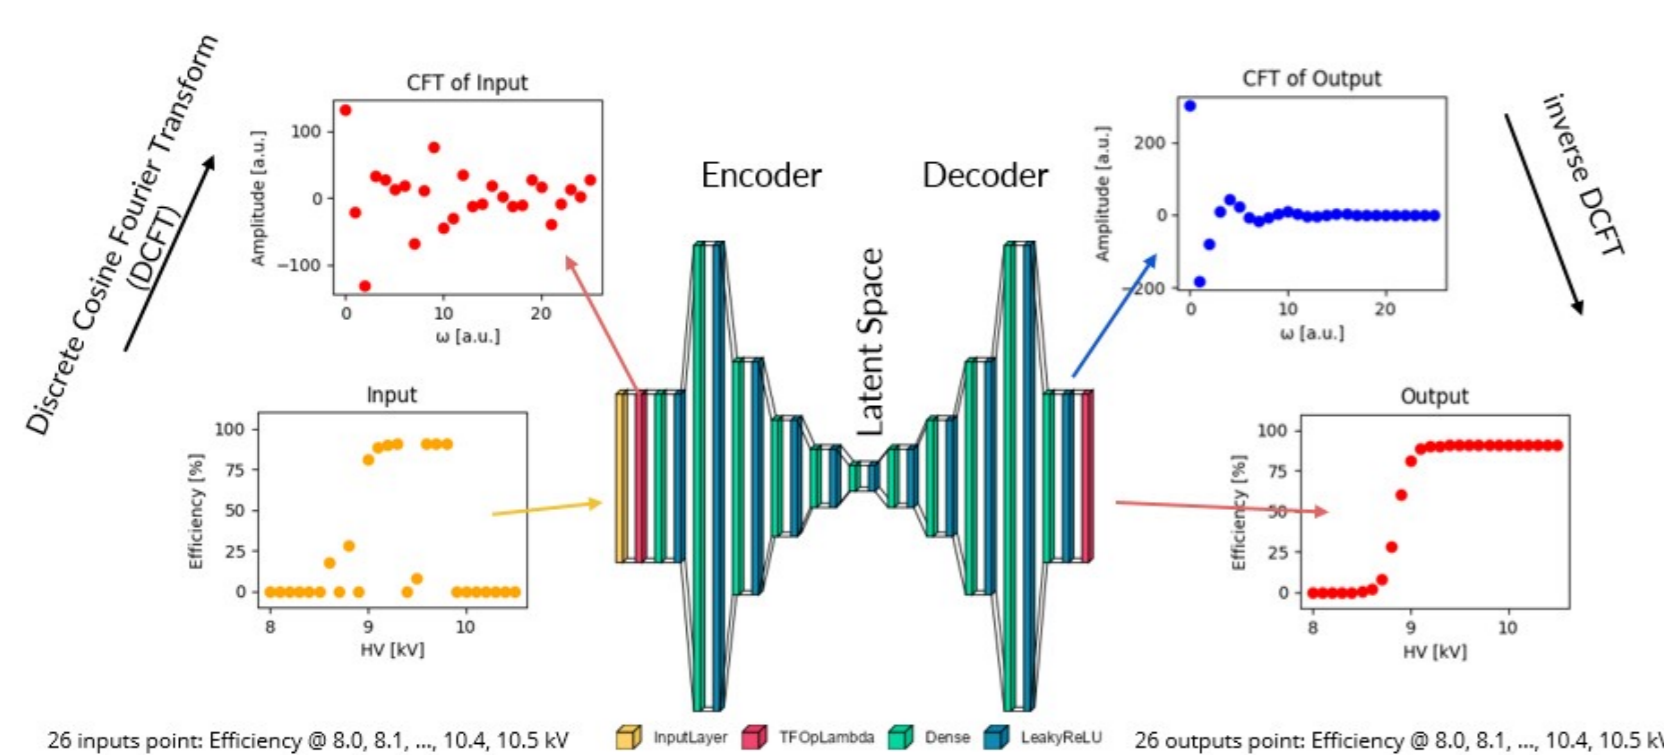 Discrete Cosine Fourier Transform
(DCFT)
CFT of Input
Amplitude [a.u.]
100
0
−100
0 10 20
ω [a.u.]
Encoder
Decoder
Latent Space
CFT of Output
Amplitude [a.u.]
200
0
−200
0 10 20
ω [a.u.]
inverse DCFT
Input
Efficiency [%]
100
75
50
25
0
8 9 10
HV [kV]
Output
Efficiency [%]
100
75
50
25
0
8 9 10
HV [kV]
26 inputs point: Efficiency @ 8.0, 8.1, ..., 10.4, 10.5 kV
InputLayer TFOpLambda Dense LeakyReLU
26 outputs point: Efficiency @ 8.0, 8.1, ..., 10.4, 10.5 kV